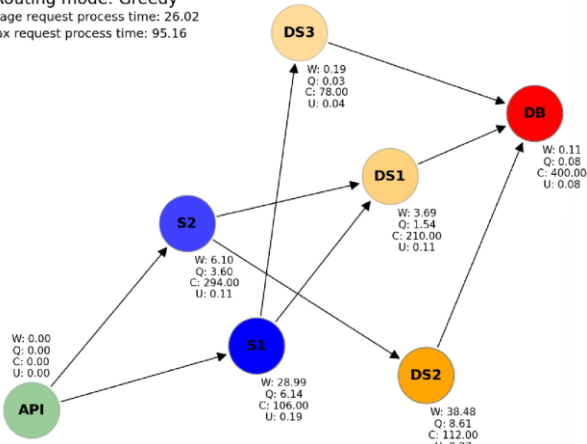 Routing mode: Greedy
age request process time: 26.02
ax request process time: 95.16
DS3
W: 0.19
Q: 0.03
C: 78.00
U: 0.04
DB
W: 0.11
Q: 0.08
C: 400.00
U: 0.08
DS1
W: 3.69
Q: 1.54
C: 210.00
U: 0.11
S2
W: 6.10
Q: 3.60
C: 294.00
U: 0.11
W: 0.00
Q: 0.00
C: 0.00
U: 0.00
API
S1
W: 28.99
Q: 6.14
C: 106.00
U: 0.19
DS2
W: 38.48
Q: 8.61
C: 112.00